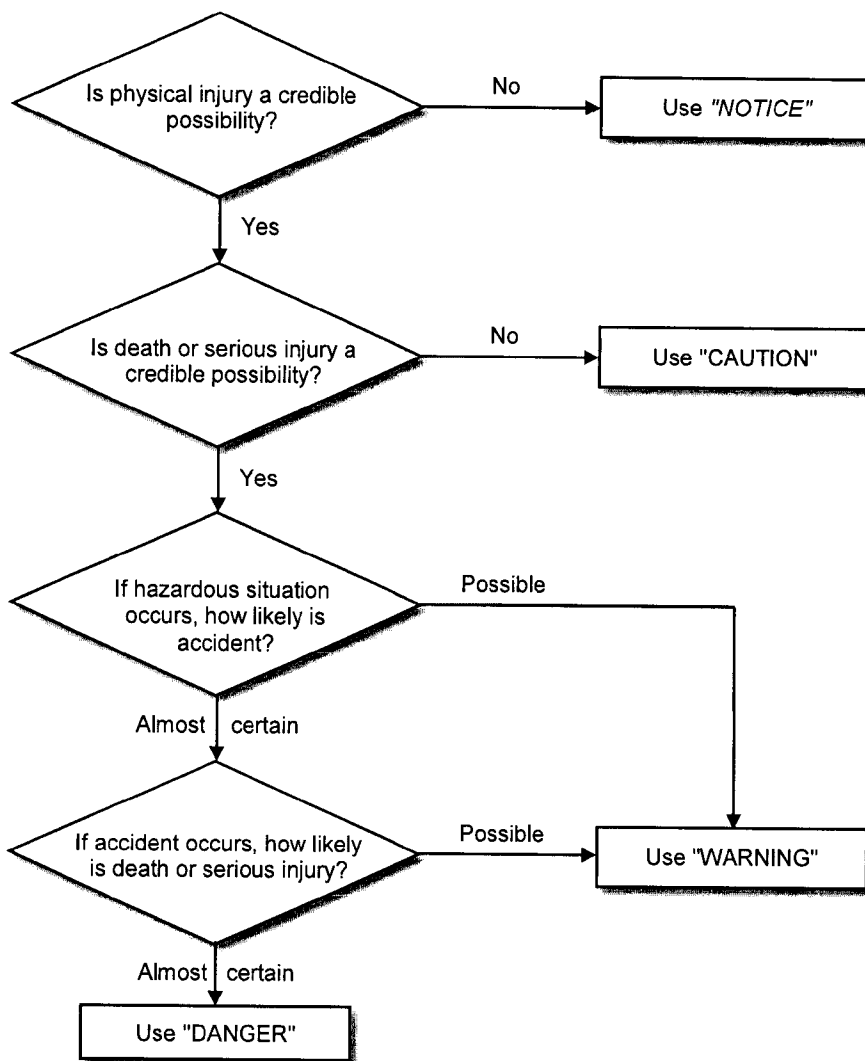 Is physical injury a credible
possibility?
No
Use "NOTICE"
Yes
Is death or serious injury a
credible possibility?
No
Use "CAUTION"
Yes
If hazardous situation
occurs, how likely is
accident?
Possible
Almost certain
If accident occurs, how likely
is death or serious injury?
Possible
Use "WARNING"
Almost certain
Use "DANGER"